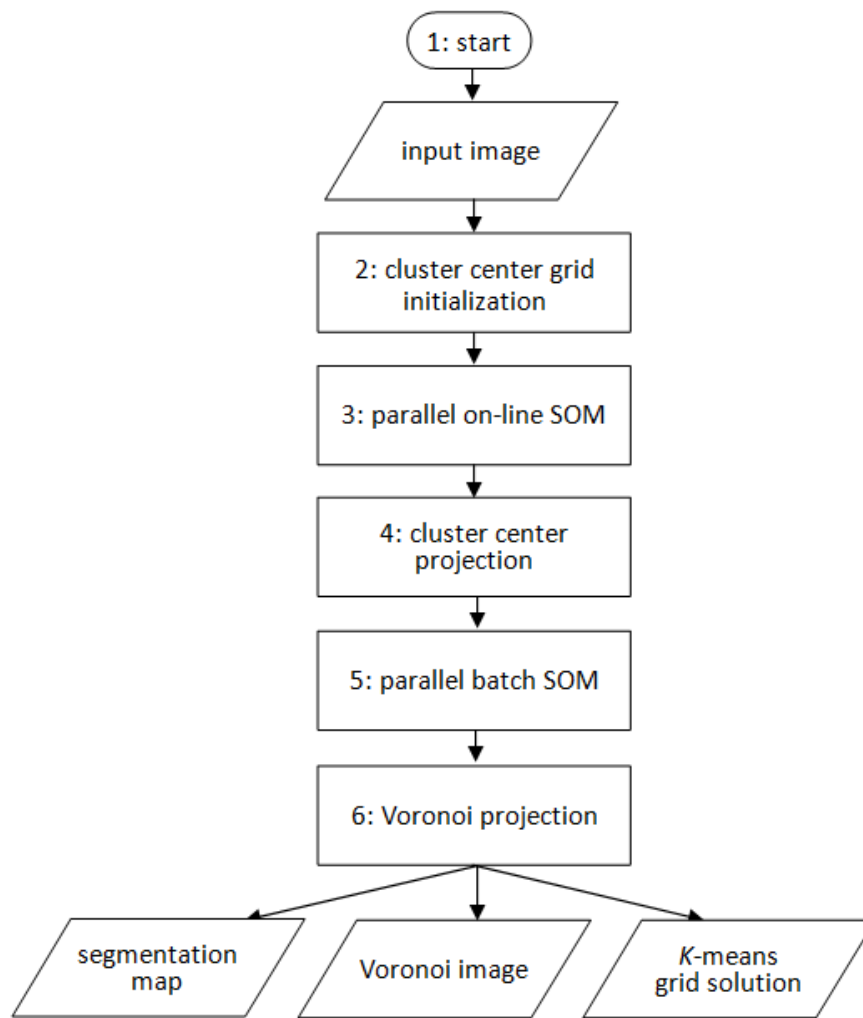 1: start
input image
2: cluster center grid
initialization
3: parallel on-line SOM
4: cluster center
projection
5: parallel batch SOM
6: Voronoi projection
segmentation
map
Voronoi image
K-means
grid solution